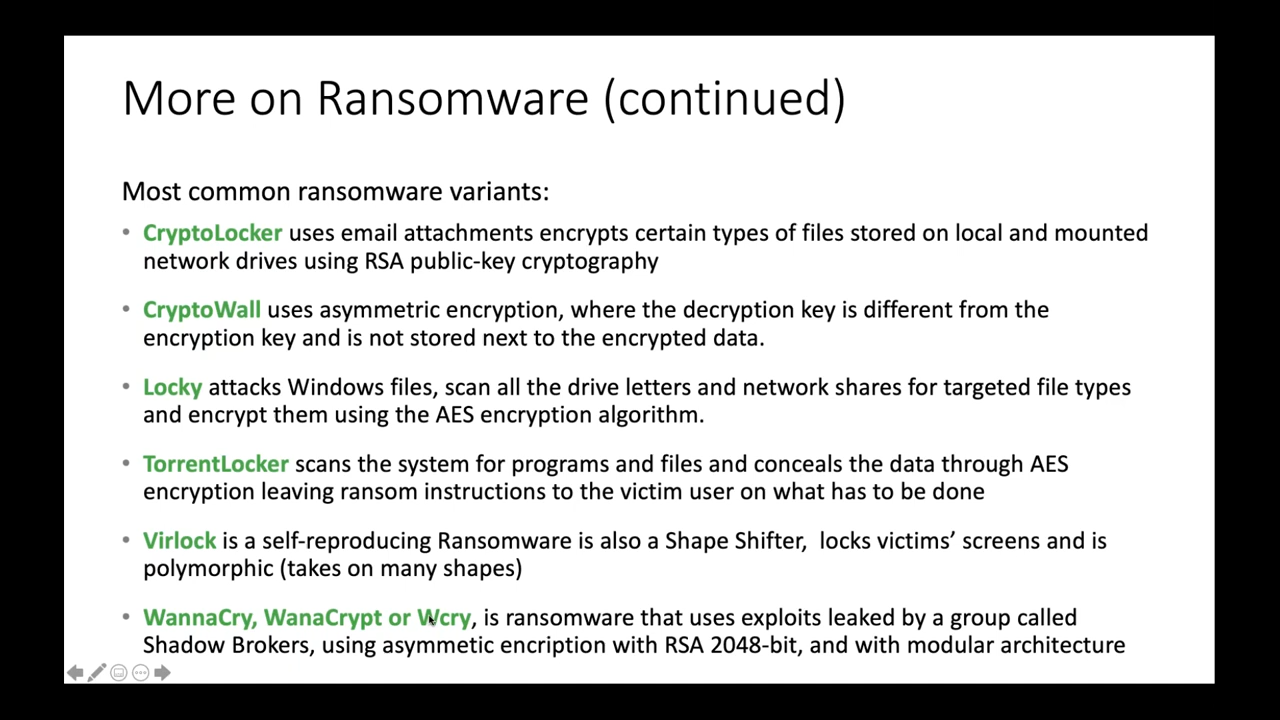 More on Ransomware (continued)
Most common ransomware variants:
• CryptoLocker uses email attachments encrypts certain types of files stored on local and mounted
network drives using RSA public-key cryptography
• CryptoWall uses asymmetric encryption, where the decryption key is different from the
encryption key and is not stored next to the encrypted data.
• Locky attacks Windows files, scan all the drive letters and network shares for targeted file types
and encrypt them using the AES encryption algorithm.
• TorrentLocker scans the system for programs and files and conceals the data through AES
encryption leaving ransom instructions to the victim user on what has to be done
• Virlock is a self-reproducing Ransomware is also a Shape Shifter,  locks victims’ screens and is
polymorphic (takes on many shapes)
• WannaCry, WanaCrypt or Wcry, is ransomware that uses exploits leaked by a group called
Shadow Brokers, using asymmetic encription with RSA 2048-bit, and with modular architecture